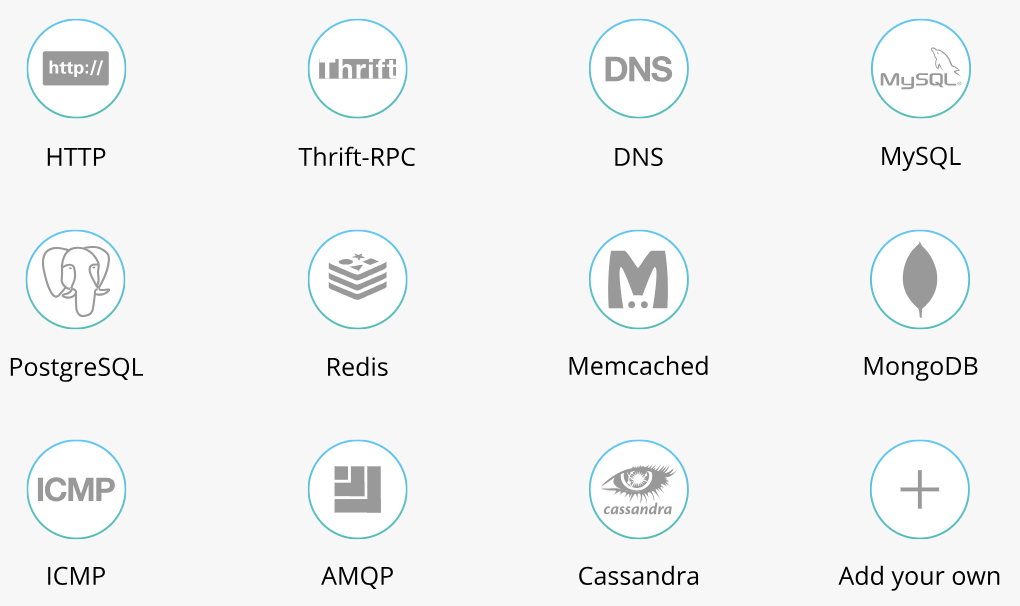 http://
Thrift
DNS
MySQL
HTTP
Thrift-RPC
DNS
MySQL
PostgreSQL
Redis
Memcached
MongoDB
ICMP
cassandra
ICMP
AMQP
Cassandra
Add your own